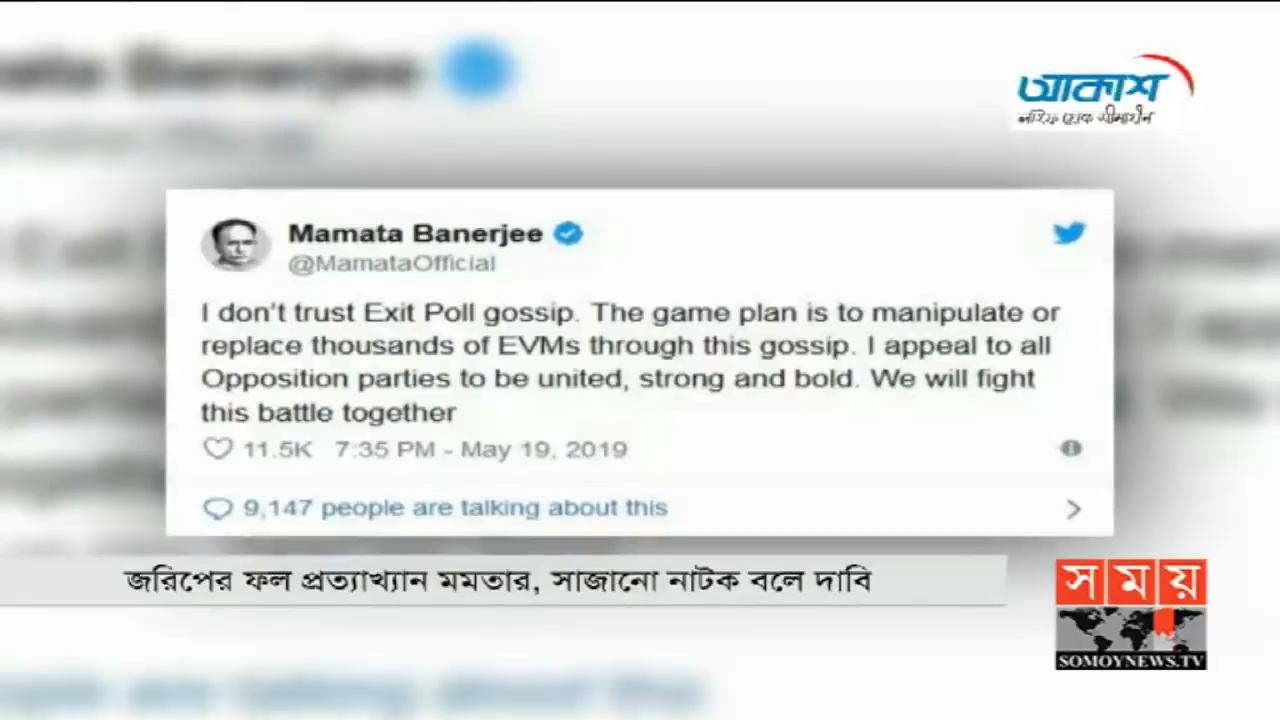 আকাশ
Mamata Banerjee
@MamataOfficial
I don't trust Exit Poll gossip. The game plan is to manipulate or
replace thousands of EVMs through this gossip. I appeal to all
Opposition parties to be united, strong and bold. We will fight
this battle together
11.5K 7:35 PM - May 19, 2019
9,147 people are talking about this
জরিপের ফল প্রত্যাখ্যান মমতার, সাজানো নাটক বলে দাবি
সময়
SOMOYNEWS.TV